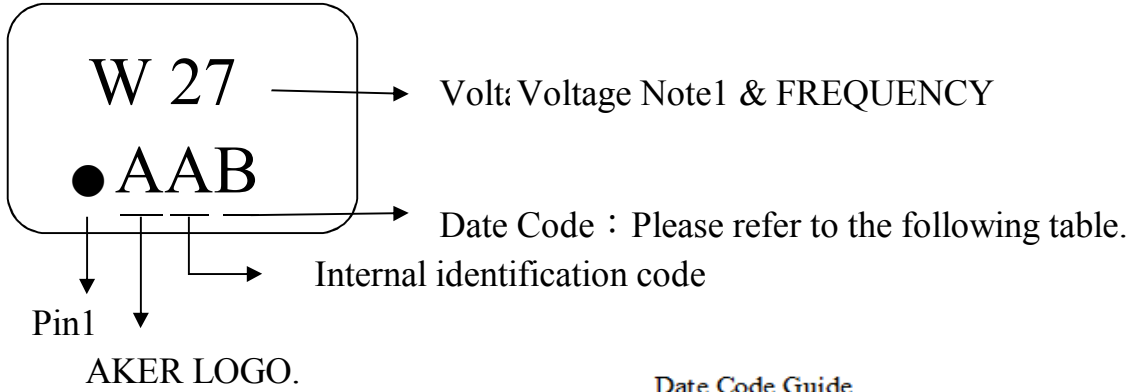 W 27
Volta Voltage Note1 & FREQUENCY
●AAB
Date Code：Please refer to the following table.
Internal identification code
Pin1
AKER LOGO.
Date Code Guide